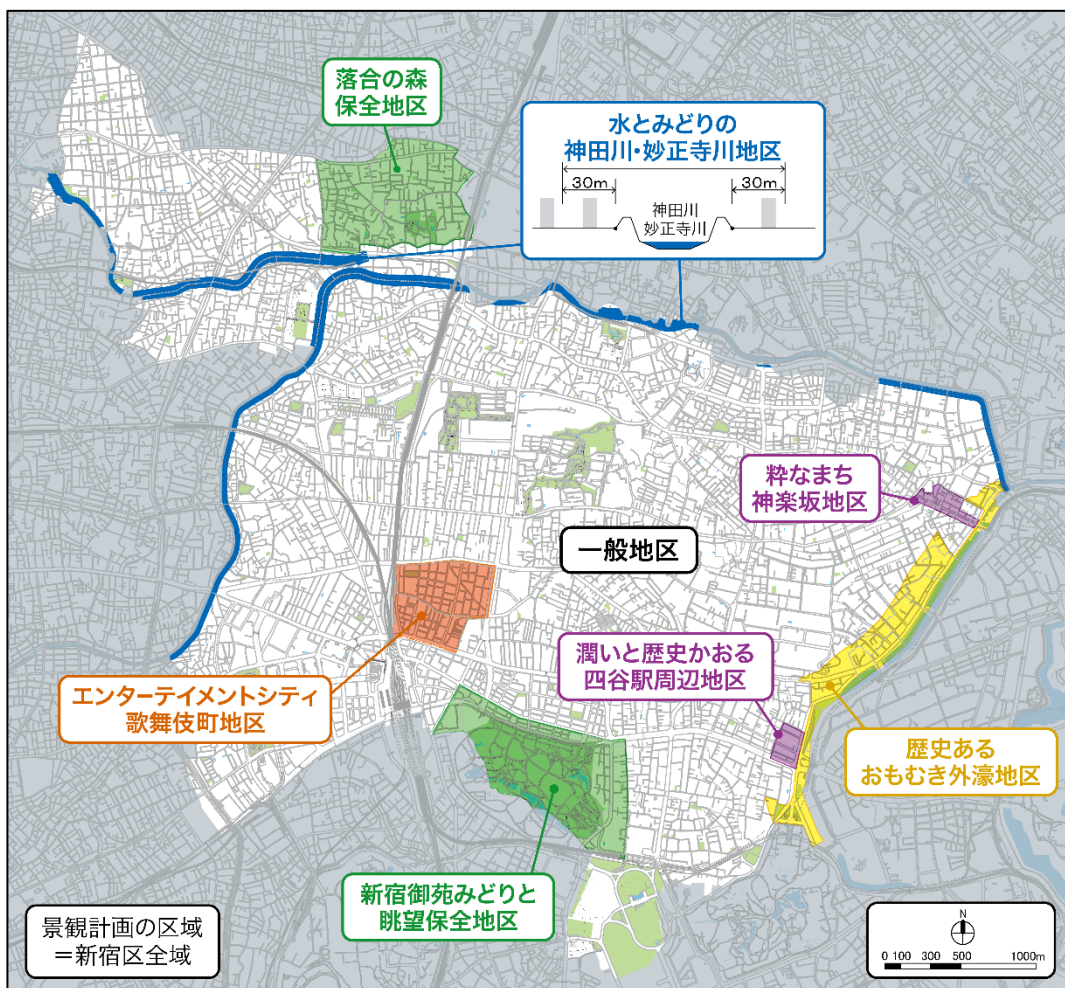 落合の森
保全地区
水とみどりの
神田川・妙正寺川地区
30m
30m
神田川
妙正寺川
粋なまち
神楽坂地区
一般地区
潤いと歴史かおる
四谷駅周辺地区
エンターテイメントシティ
歌舞伎町地区
歴史ある
おもむき外濠地区
新宿御苑みどりと
眺望保全地区
景観計画の区域
＝新宿区全域
N
0 100 300 500 1000m